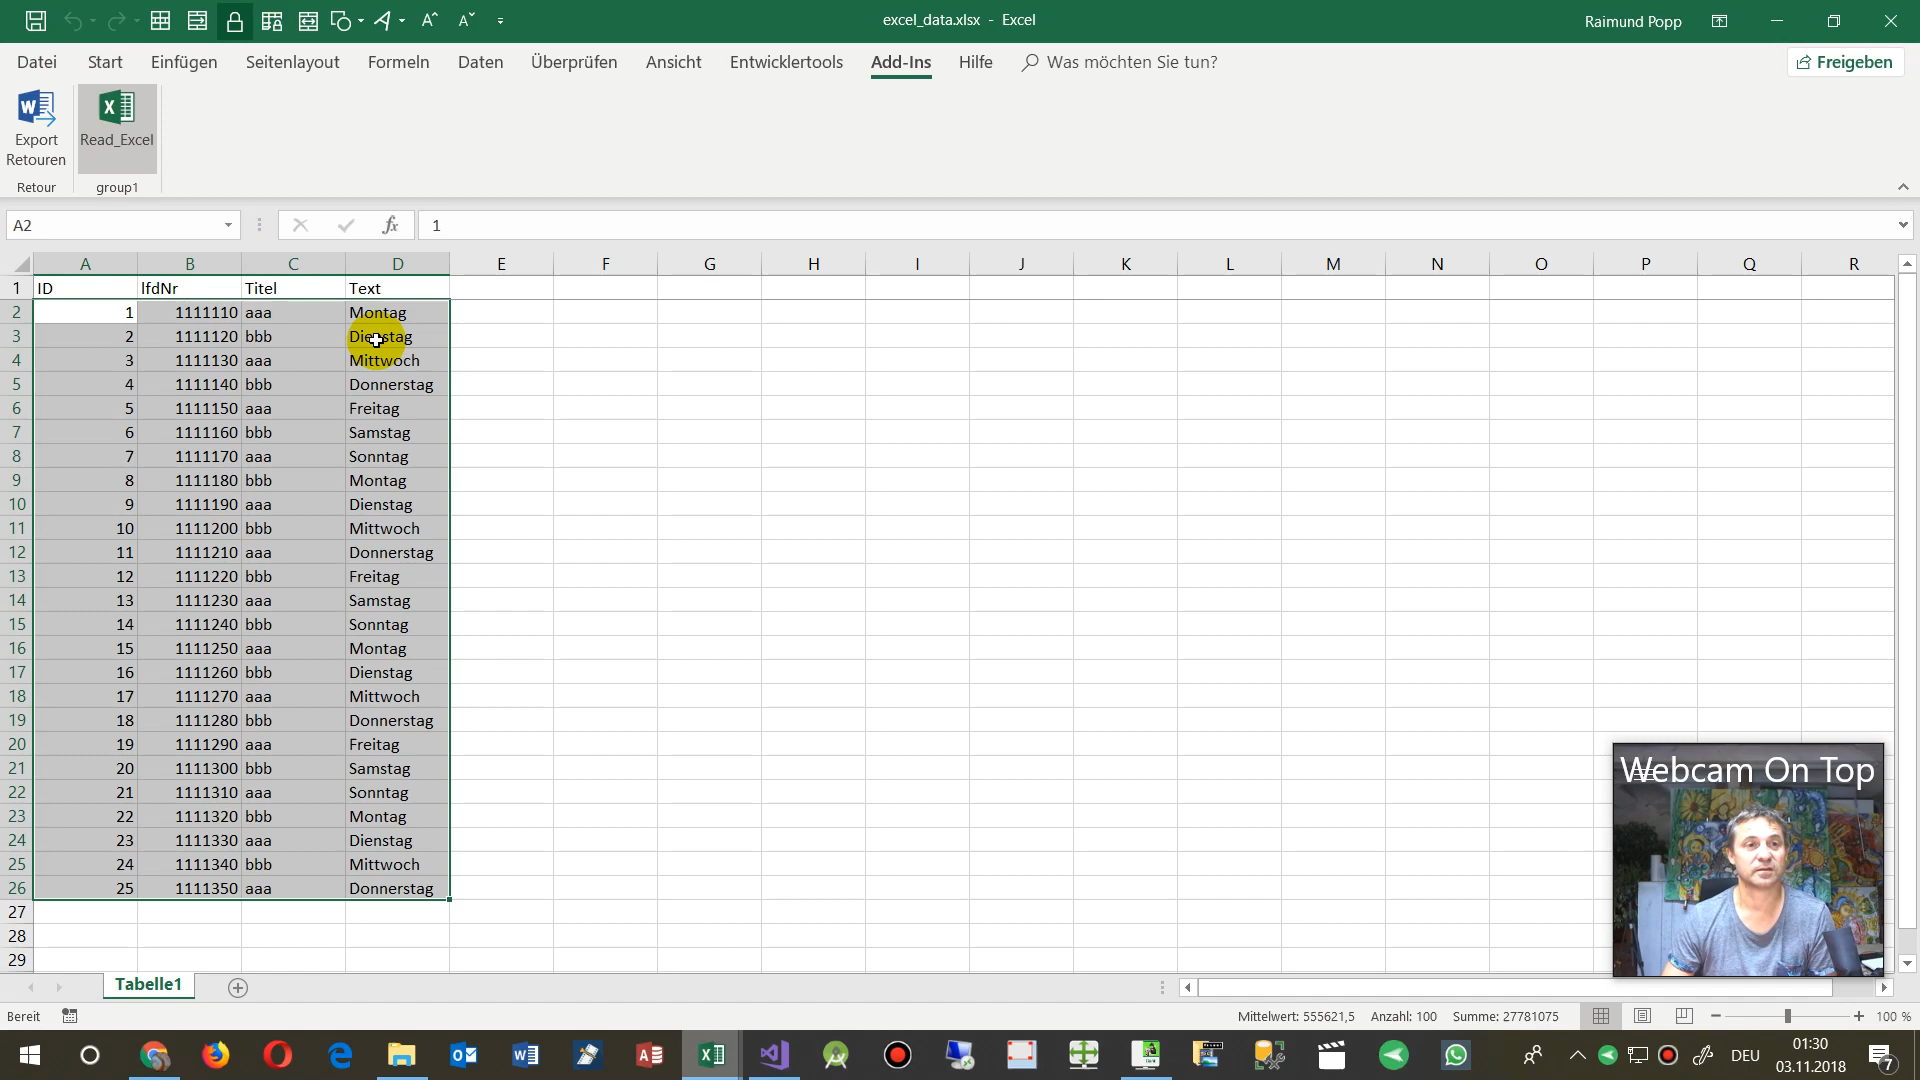 excel_data.xlsx - Excel
Raimund Popp
Datei Start Einfügen Seitenlayout Formeln Daten Überprüfen Ansicht Entwicklertools Add-Ins Hilfe Was möchten Sie tun? Freigeben
Export Retouren
Read_Excel
Retour group1
A2 fx 1
A B C D E F G H I J K L M N O P Q R
1 ID lfdNr Titel Text
2 1 1111110 aaa Montag
3 2 1111120 bbb Dienstag
4 3 1111130 aaa Mittwoch
5 4 1111140 bbb Donnerstag
6 5 1111150 aaa Freitag
7 6 1111160 bbb Samstag
8 7 1111170 aaa Sonntag
9 8 1111180 bbb Montag
10 9 1111190 aaa Dienstag
11 10 1111200 bbb Mittwoch
12 11 1111210 aaa Donnerstag
13 12 1111220 bbb Freitag
14 13 1111230 aaa Samstag
15 14 1111240 bbb Sonntag
16 15 1111250 aaa Montag
17 16 1111260 bbb Dienstag
18 17 1111270 aaa Mittwoch
19 18 1111280 bbb Donnerstag
20 19 1111290 aaa Freitag
21 20 1111300 bbb Samstag
22 21 1111310 aaa Sonntag
23 22 1111320 bbb Montag
24 23 1111330 aaa Dienstag
25 24 1111340 bbb Mittwoch
26 25 1111350 aaa Donnerstag
27
28
29
Webcam On Top
Tabelle1
Bereit Mittelwert: 555621,5 Anzahl: 100 Summe: 27781075 100 %
DEU
01:30
03.11.2018
7